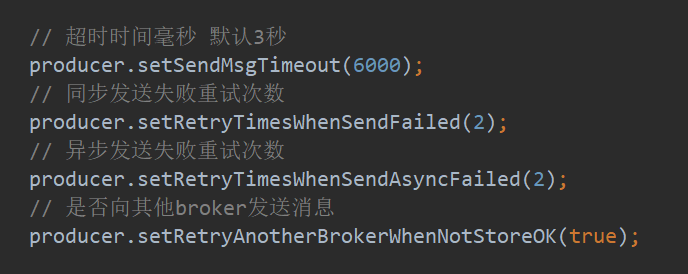 // 超时时间毫秒 默认3秒
producer.setSendMsgTimeout(6000);
// 同步发送失败重试次数
producer.setRetryTimesWhenSendFailed(2);
// 异步发送失败重试次数
producer.setRetryTimesWhenSendAsyncFailed(2);
// 是否向其他broker发送消息
producer.setRetryAnotherBrokerWhenNotStoreOK(true);